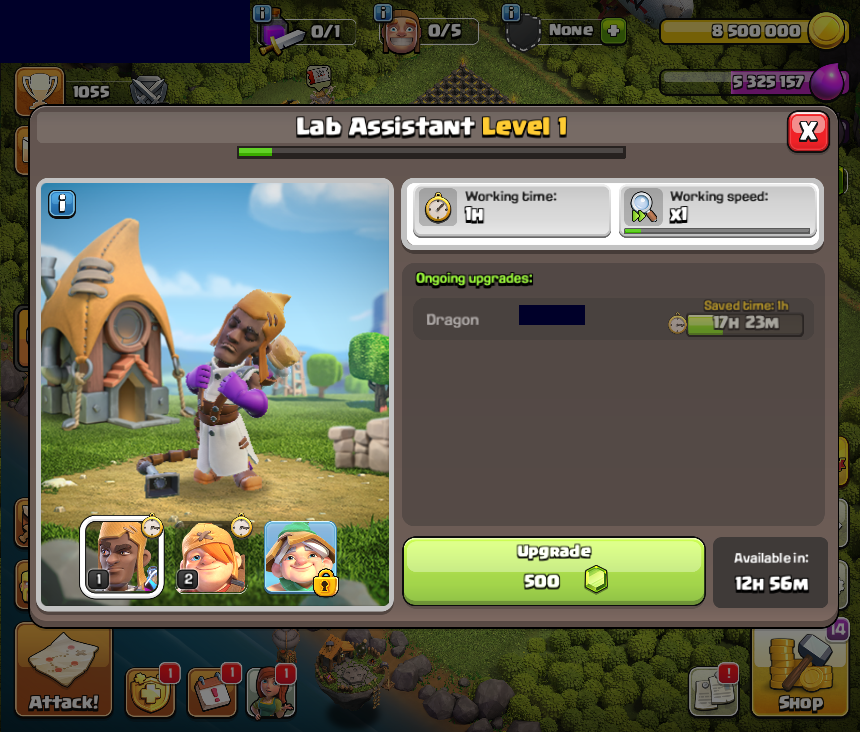 0/1
0/5
None
8 500 000
1055
5 325 157
Lab Assistant Level 1
X
i
Working time:
1H
Working speed:
x1
Ongoing upgrades:
Dragon
Saved time: 1h
17H 23M
1
2
Upgrade
500
Available in:
12H 56M
Attack!
1
1
1
!
14
Shop